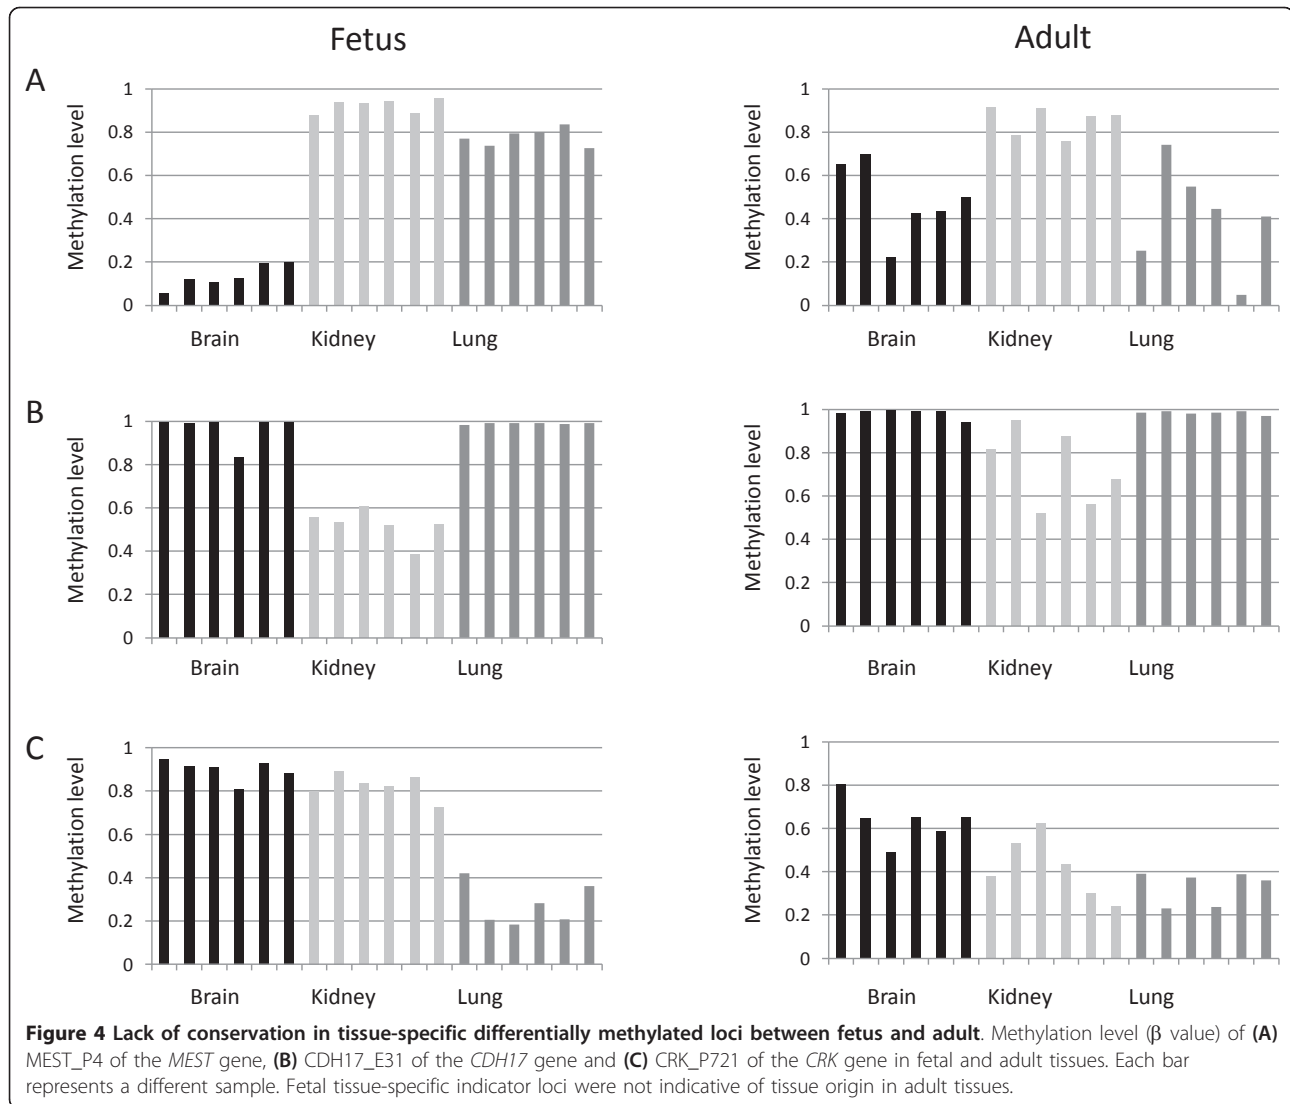 Fetus
Adult
A
Methylation level
1
0.8
0.6
0.4
0.2
0
Brain
Kidney
Lung
Methylation level
1
0.8
0.6
0.4
0.2
0
Brain
Kidney
Lung
B
Methylation level
1
0.8
0.6
0.4
0.2
0
Brain
Kidney
Lung
Methylation level
1
0.8
0.6
0.4
0.2
0
Brain
Kidney
Lung
C
Methylation level
1
0.8
0.6
0.4
0.2
0
Brain
Kidney
Lung
Methylation level
1
0.8
0.6
0.4
0.2
0
Brain
Kidney
Lung
Figure 4 Lack of conservation in tissue-specific differentially methylated loci between fetus and adult. Methylation level (β value) of (A)
MEST_P4 of the MEST gene, (B) CDH17_E31 of the CDH17 gene and (C) CRK_P721 of the CRK gene in fetal and adult tissues. Each bar
represents a different sample. Fetal tissue-specific indicator loci were not indicative of tissue origin in adult tissues.